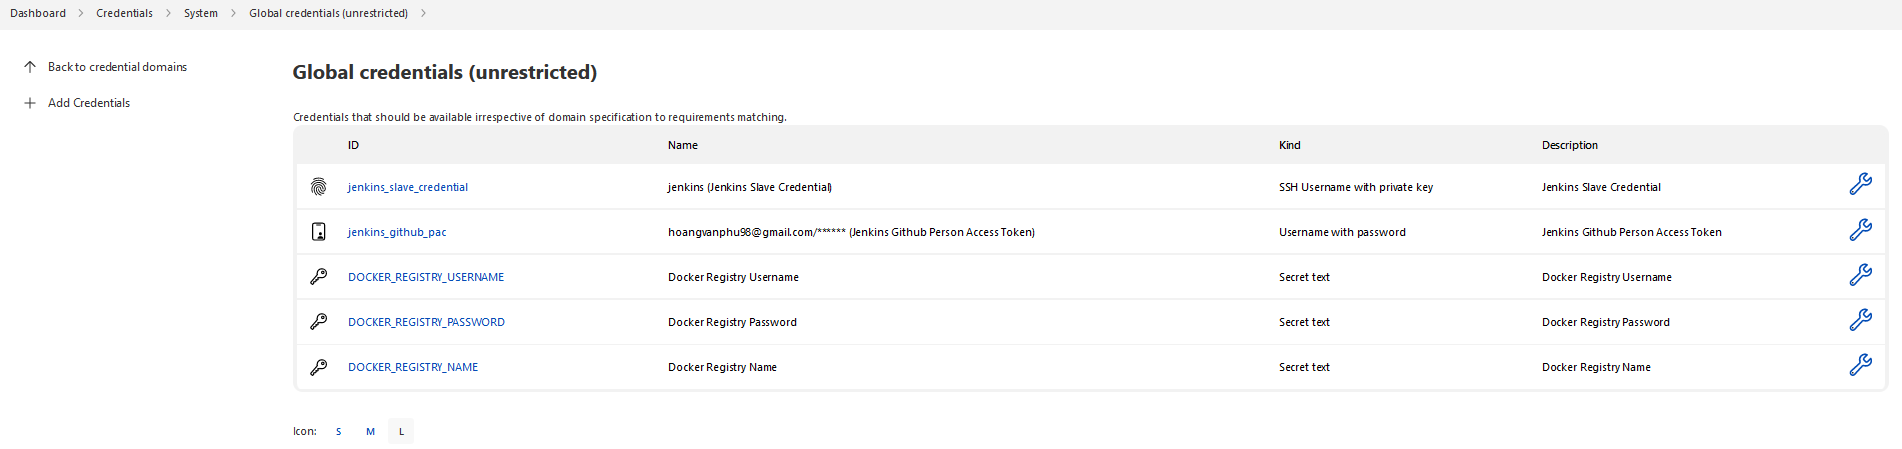 Dashboard > Credentials > System > Global credentials (unrestricted) >
Back to credential domains
Add Credentials
Global credentials (unrestricted)
Credentials that should be available irrespective of domain specification to requirements matching.
ID Name Kind Description
jenkins_slave_credential jenkins (Jenkins Slave Credential) SSH Username with private key Jenkins Slave Credential
jenkins_github_pac hoangvanphu98@gmail.com/****** (Jenkins Github Person Access Token) Username with password Jenkins Github Person Access Token
DOCKER_REGISTRY_USERNAME Docker Registry Username Secret text Docker Registry Username
DOCKER_REGISTRY_PASSWORD Docker Registry Password Secret text Docker Registry Password
DOCKER_REGISTRY_NAME Docker Registry Name Secret text Docker Registry Name
Icon: S M L